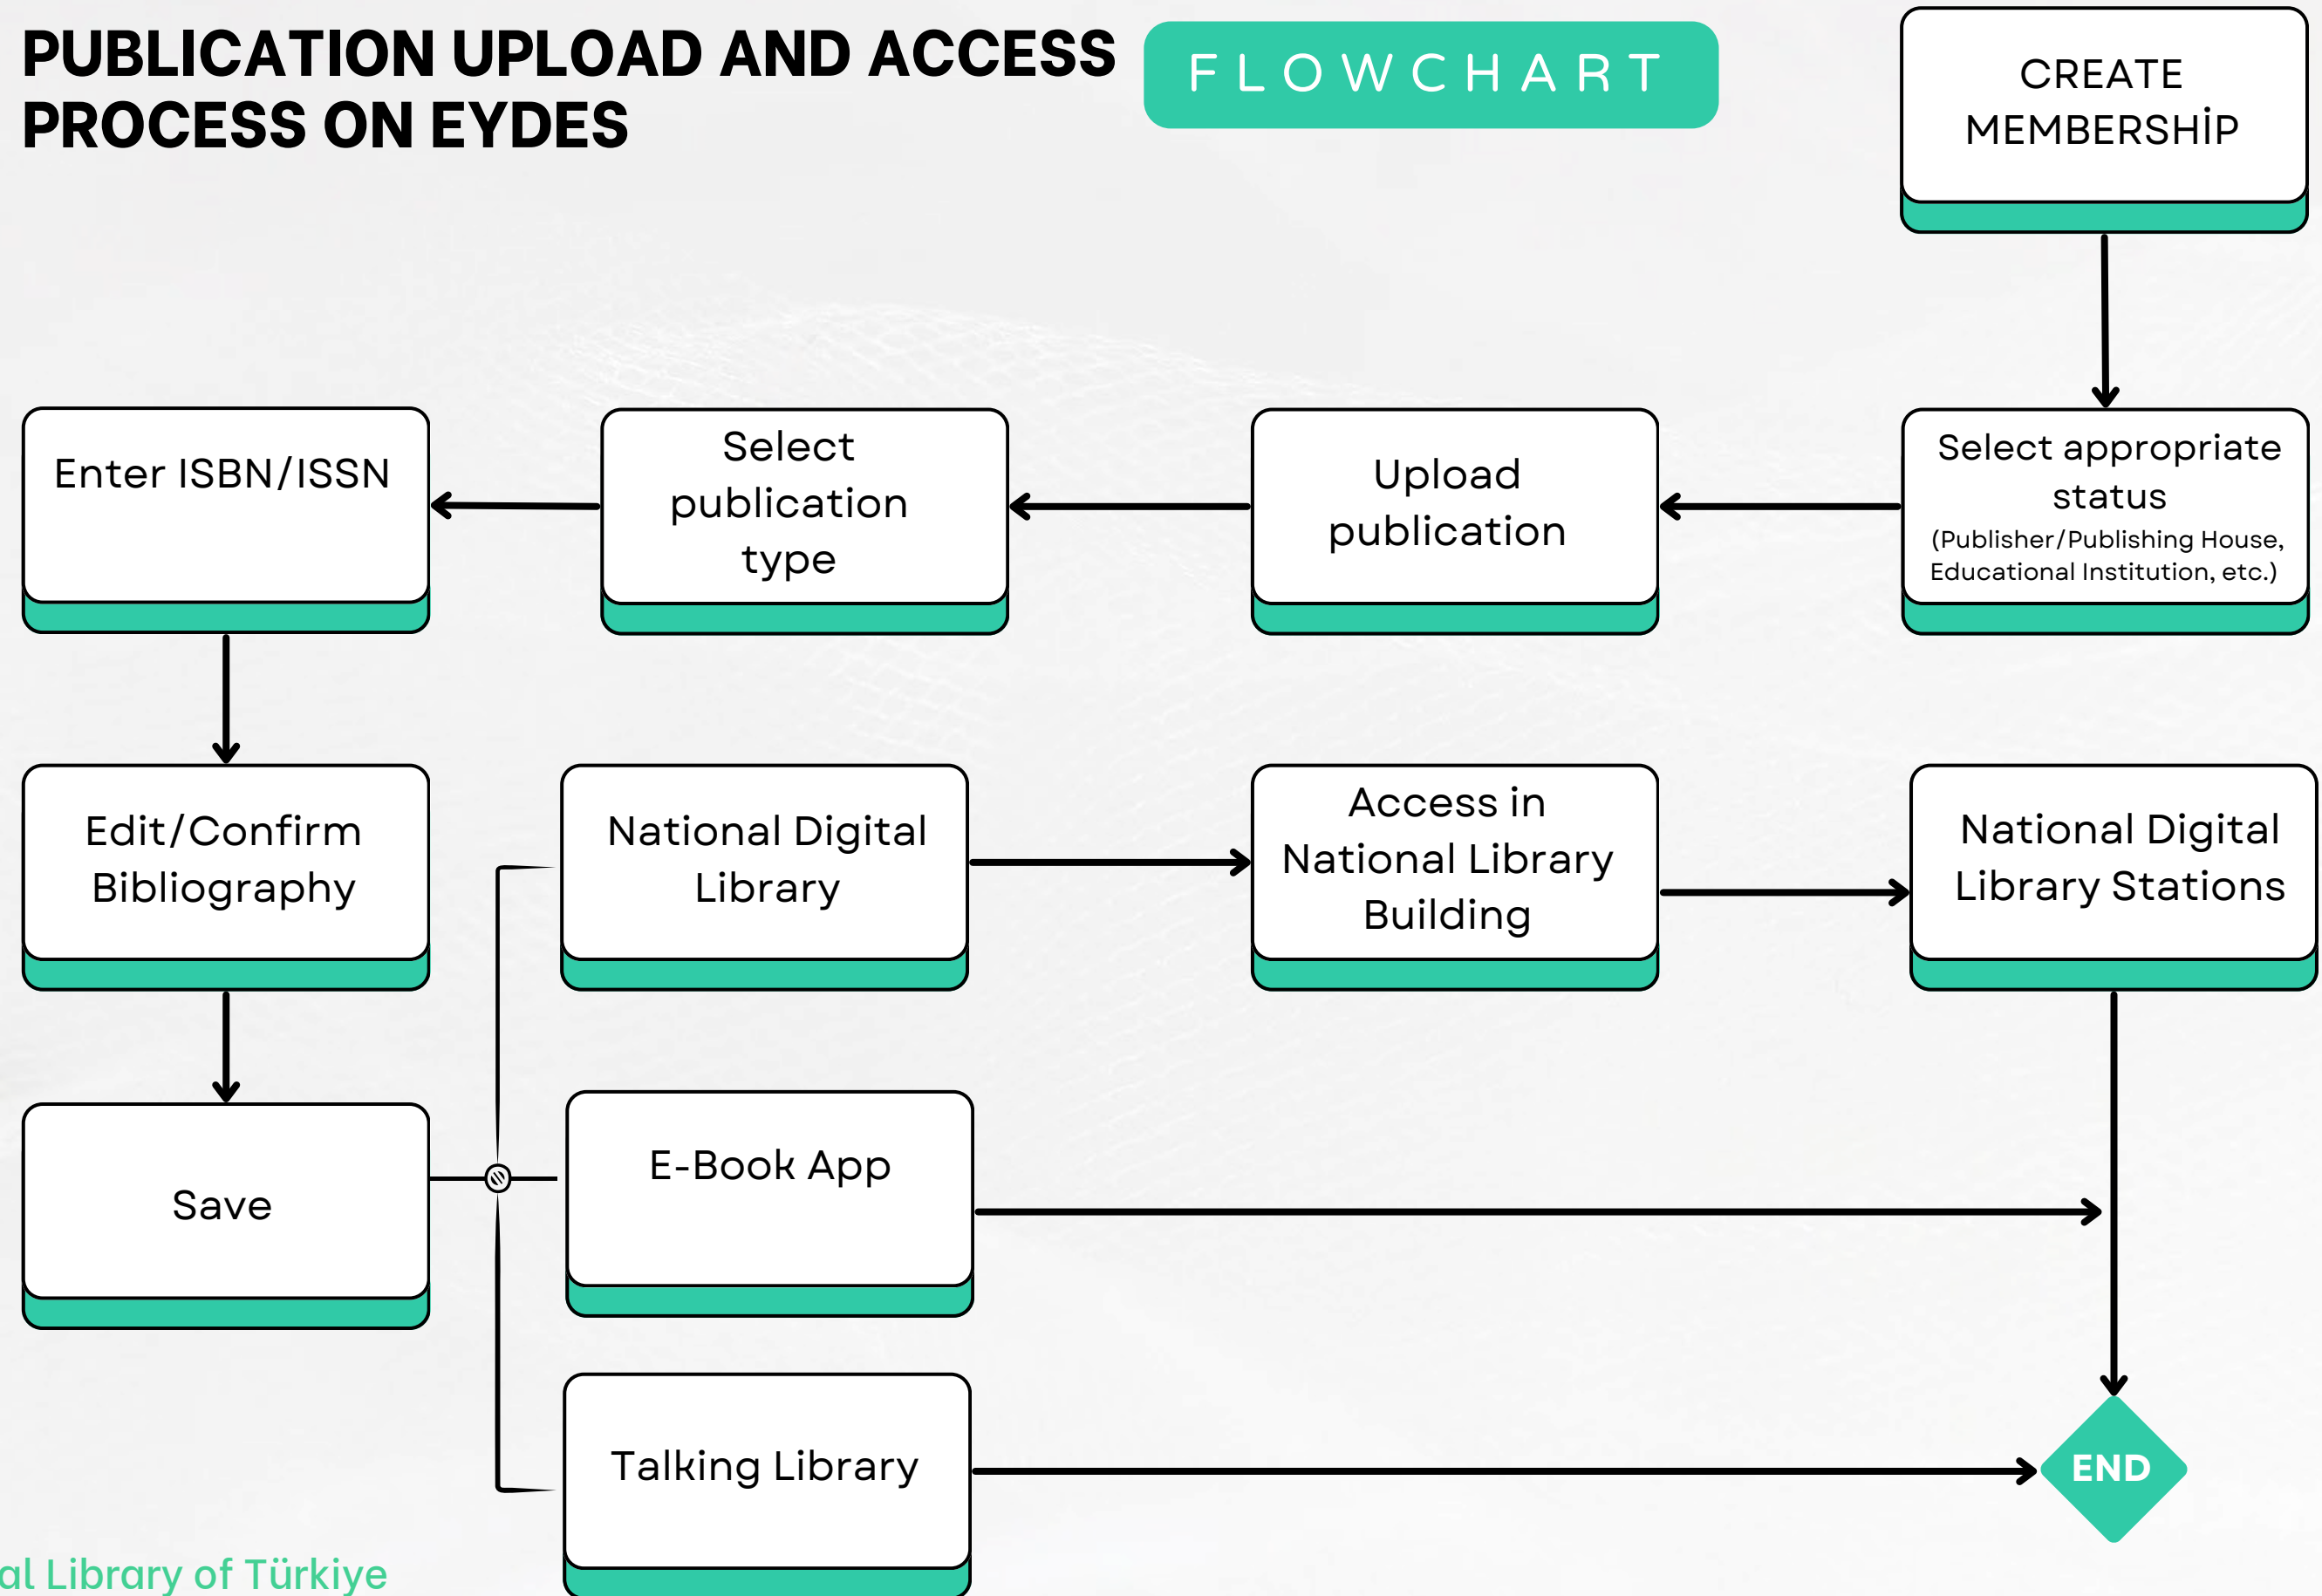 PUBLICATION UPLOAD AND ACCESS
PROCESS ON EYDES
FLOWCHART
CREATE
MEMBERSHİP
Select appropriate
status
(Publisher/Publishing House,
Educational Institution, etc.)
Upload
publication
Select
publication
type
Enter ISBN/ISSN
Edit/Confirm
Bibliography
Save
National Digital
Library
Access in
National Library
Building
National Digital
Library Stations
E-Book App
Talking Library
END
al Library of Türkiye